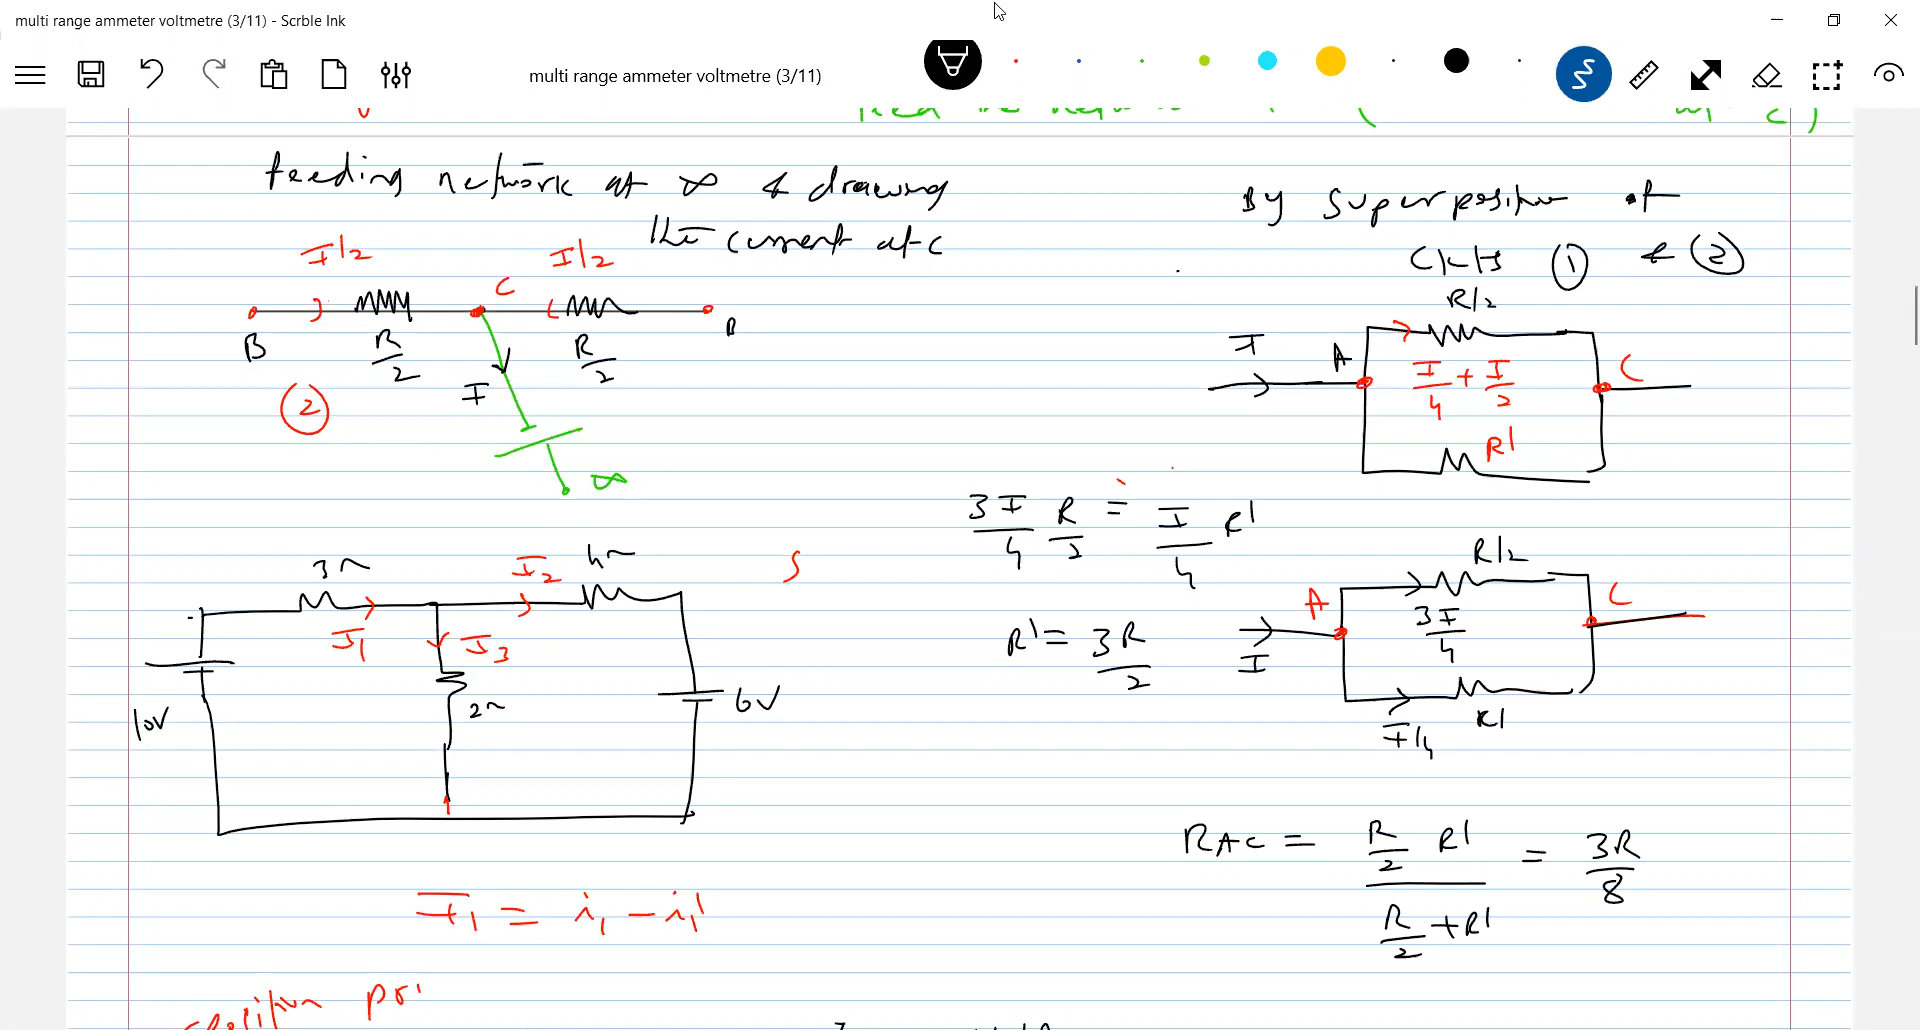 multi range ammeter voltmetre (3/11) - Scrble Ink
multi range ammeter voltmetre (3/11)
feeding network at ∞ & drawing
the current at C
I/2
I/2
C
B
R/2
R/2
B
I
2
∞
By superposition of
Ckts ① & ②
R/2
I
A
I/4 + I/2
C
R'
3I/4 R/2 = I/4 R'
R' = 3R/2
R/2
A
3I/4
C
I
R'
I/4
RAC = (R/2 R')/(R/2 + R') = 3R/8
3Ω
I2
4Ω
S
I1
I3
10V
2Ω
6V
I1 = i1 - i1'